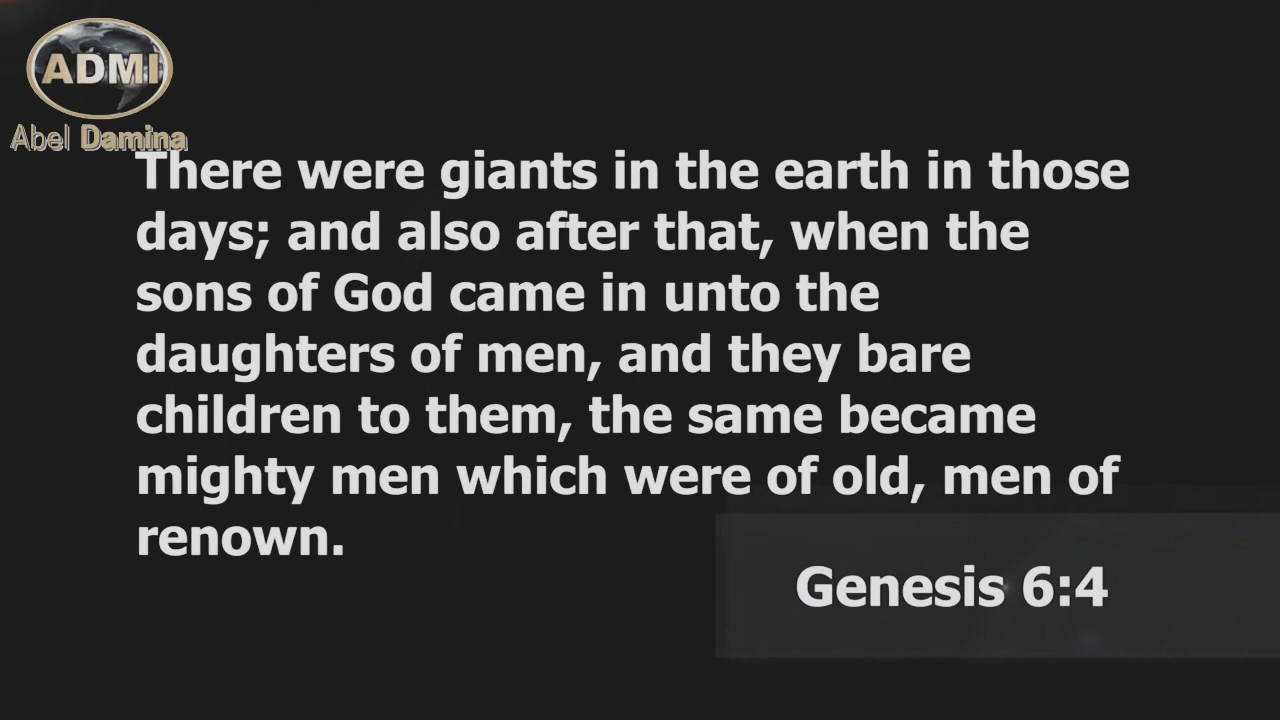 ADMI
Abel Damina
There were giants in the earth in those
days; and also after that, when the
sons of God came in unto the
daughters of men, and they bare
children to them, the same became
mighty men which were of old, men of
renown.
Genesis 6:4